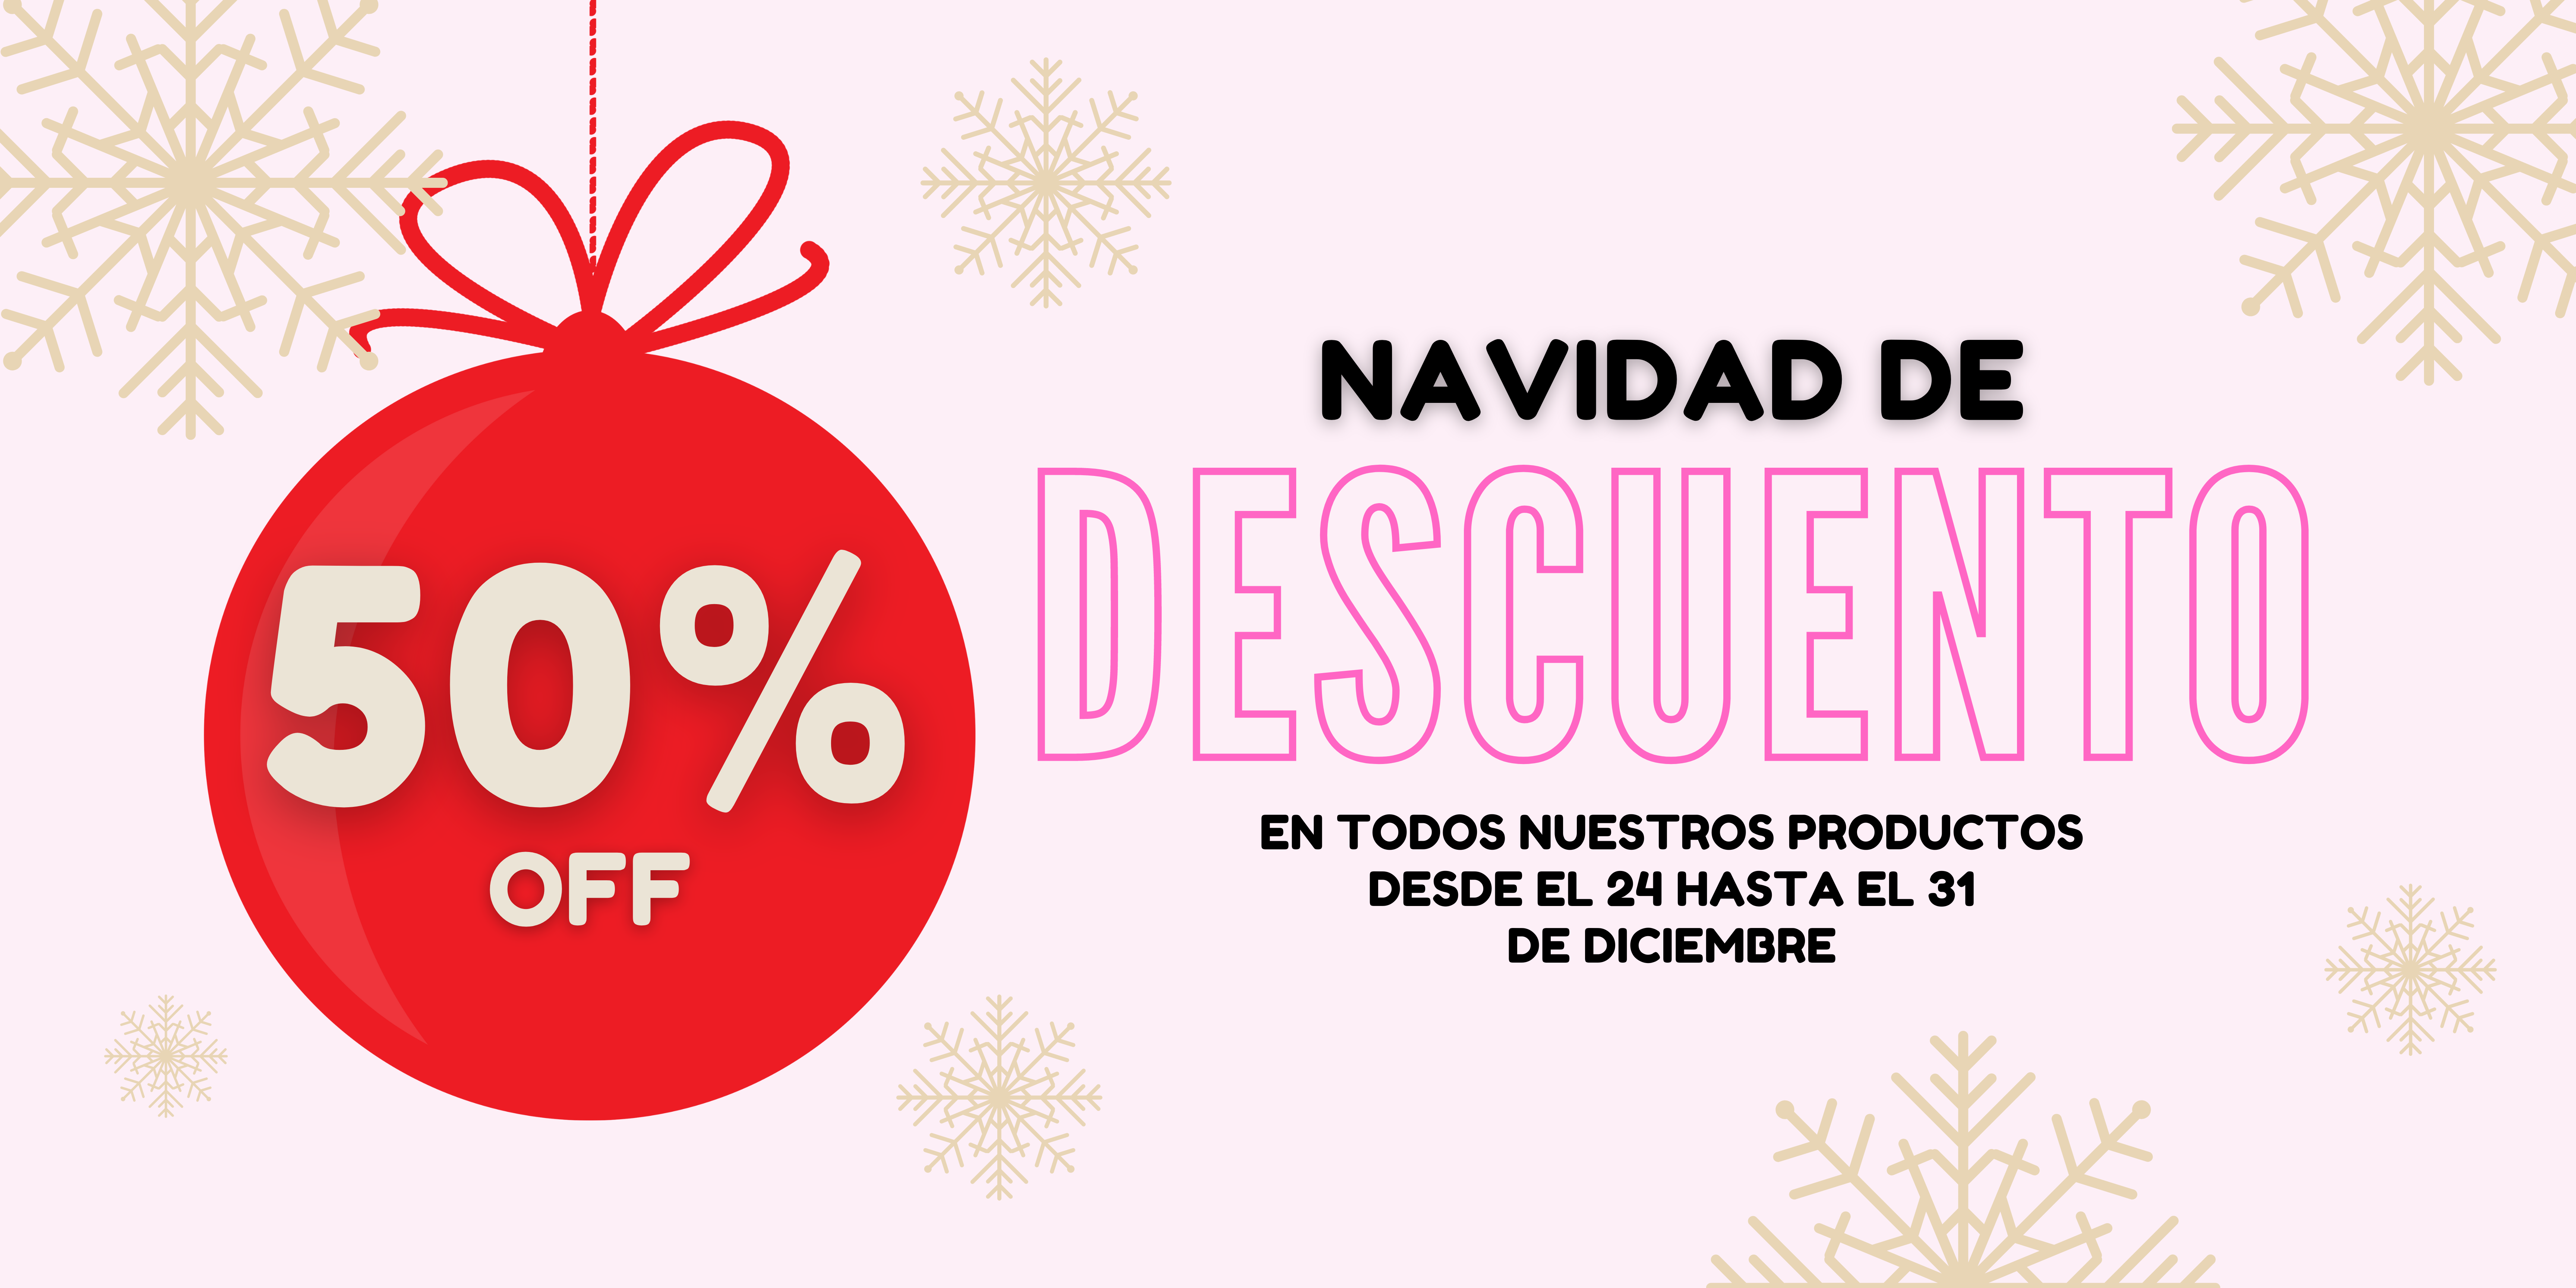 50%
OFF
NAVIDAD DE
DESCUENTO
EN TODOS NUESTROS PRODUCTOS
DESDE EL 24 HASTA EL 31
DE DICIEMBRE